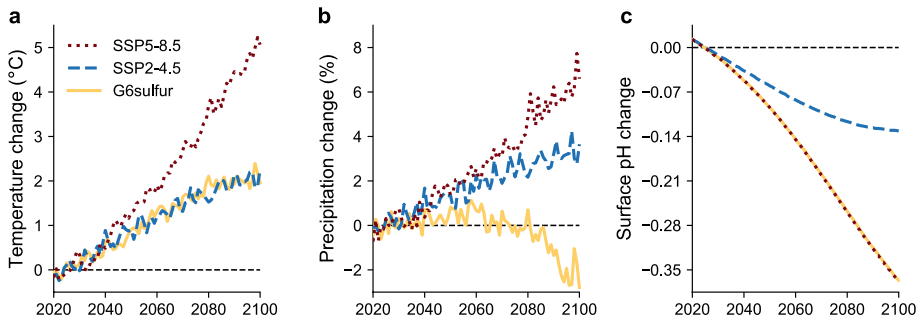 a
SSP5-8.5
SSP2-4.5
G6sulfur
Temperature change (°C)
5
4
3
2
1
0
2020 2040 2060 2080 2100
b
Precipitation change (%)
8
6
4
2
0
−2
2020 2040 2060 2080 2100
c
Surface pH change
0.00
−0.07
−0.14
−0.21
−0.28
−0.35
2020 2040 2060 2080 2100